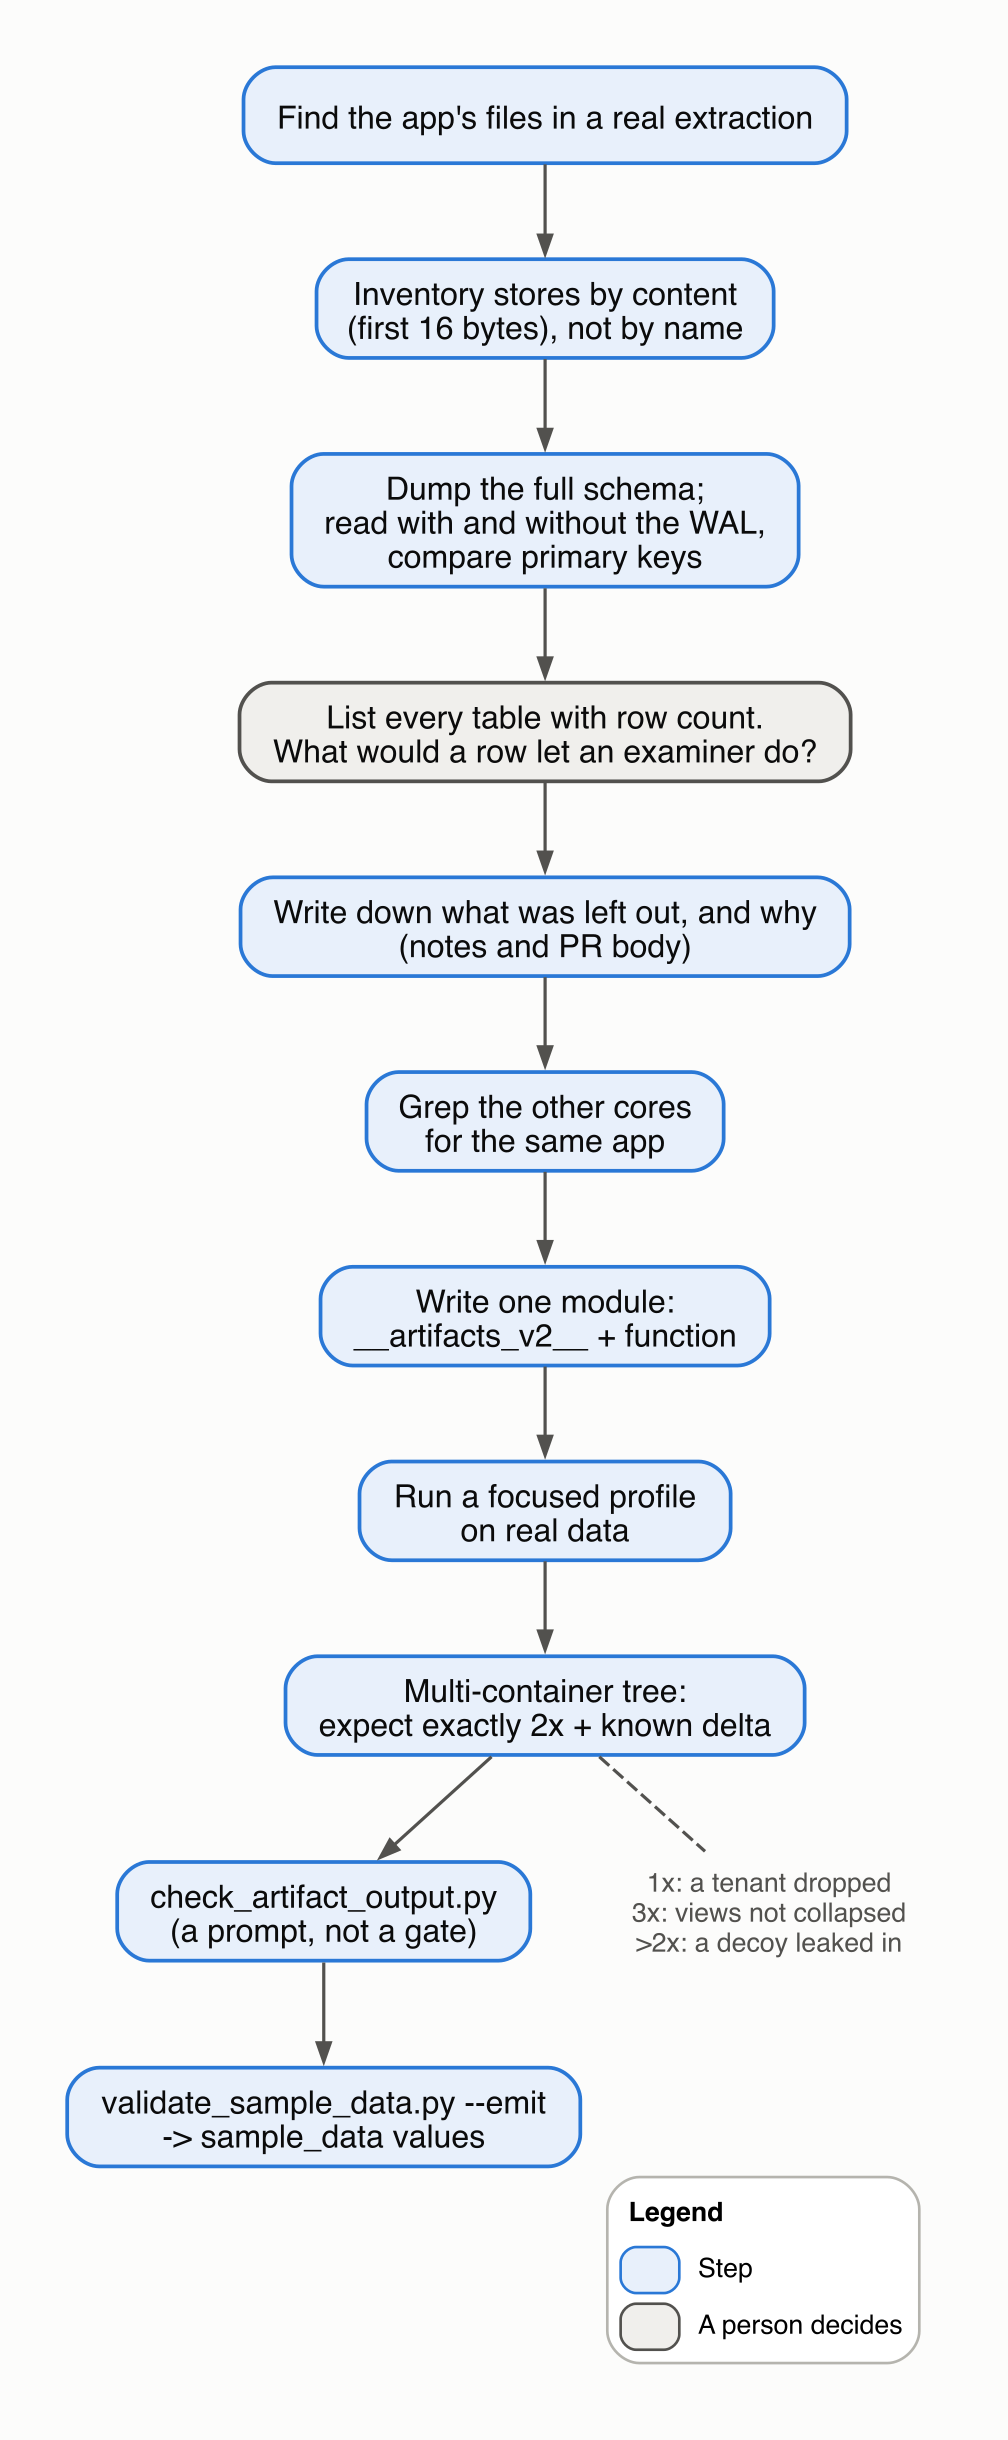 Find the app's files in a real extraction
Inventory stores by content
(first 16 bytes), not by name
Dump the full schema;
read with and without the WAL,
compare primary keys
List every table with row count.
What would a row let an examiner do?
Write down what was left out, and why
(notes and PR body)
Grep the other cores
for the same app
Write one module:
__artifacts_v2__ + function
Run a focused profile
on real data
Multi-container tree:
expect exactly 2x + known delta
check_artifact_output.py
(a prompt, not a gate)
1x: a tenant dropped
3x: views not collapsed
>2x: a decoy leaked in
validate_sample_data.py --emit
-> sample_data values
Legend
Step
A person decides